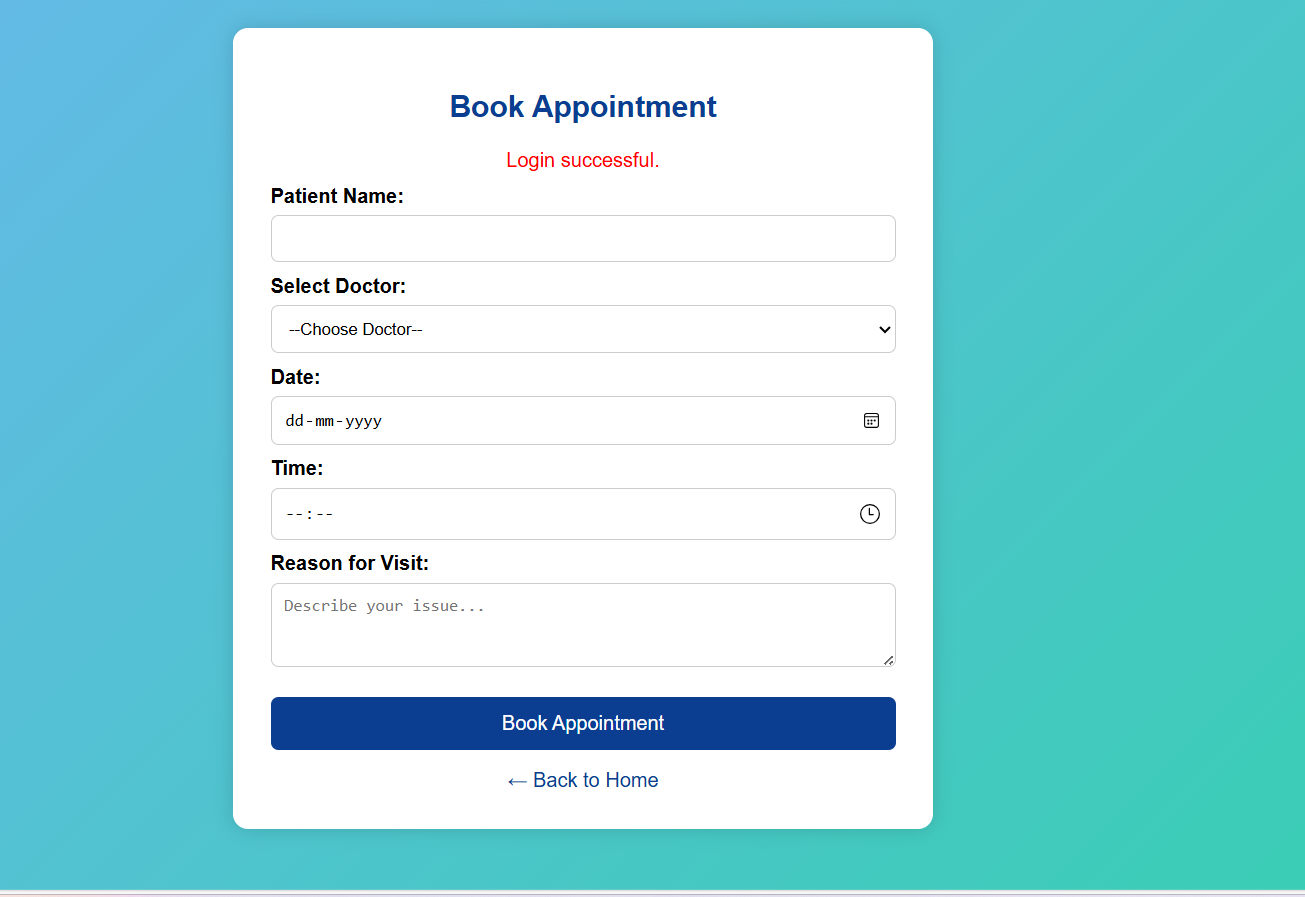 Book Appointment
Login successful.
Patient Name:
Select Doctor:
--Choose Doctor--
Date:
dd-mm-yyyy
Time:
--:--
Reason for Visit:
Describe your issue...
Book Appointment
← Back to Home